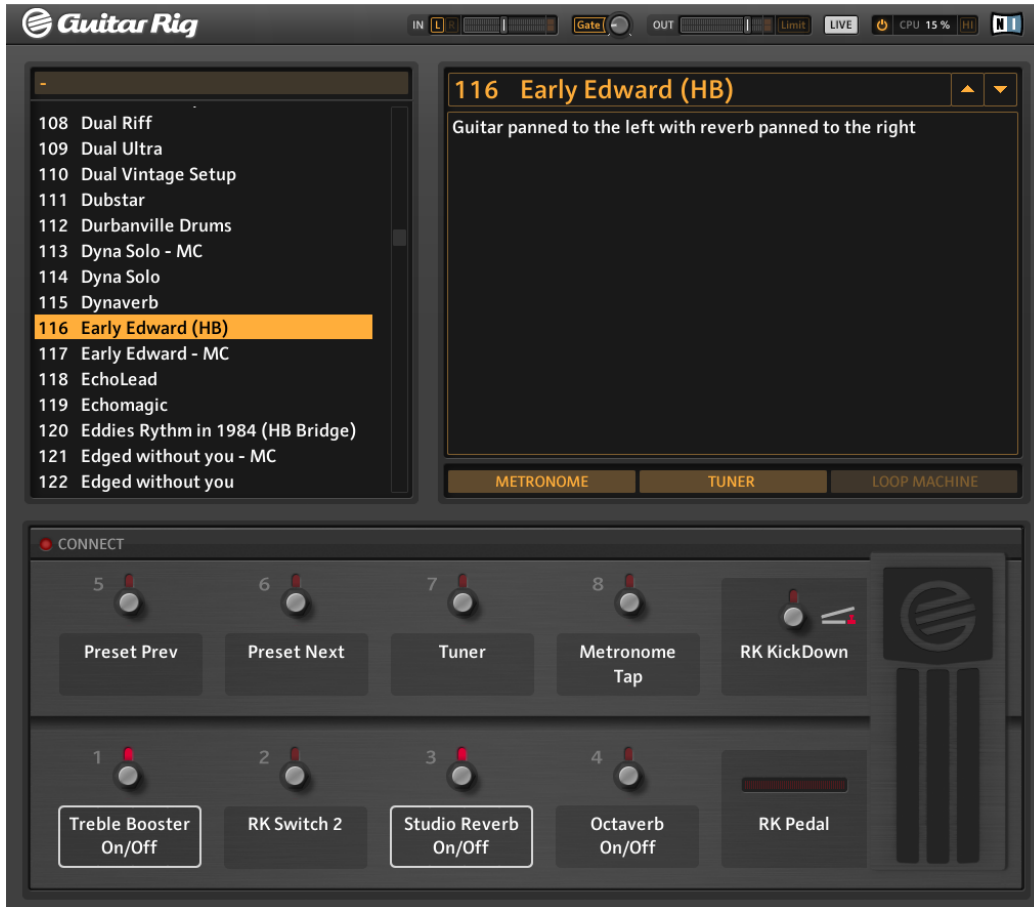 Guitar Rig
IN L R Gate OUT Limit LIVE CPU 15 % HI N I
-
108 Dual Riff
109 Dual Ultra
110 Dual Vintage Setup
111 Dubstar
112 Durbanville Drums
113 Dyna Solo - MC
114 Dyna Solo
115 Dynaverb
116 Early Edward (HB)
117 Early Edward - MC
118 EchoLead
119 Echomagic
120 Eddies Rythm in 1984 (HB Bridge)
121 Edged without you - MC
122 Edged without you
116 Early Edward (HB)
Guitar panned to the left with reverb panned to the right
METRONOME TUNER LOOP MACHINE
CONNECT
5 6 7 8
Preset Prev Preset Next Tuner Metronome RK KickDown
Tap
1 2 3 4
Treble Booster RK Switch 2 Studio Reverb Octaverb RK Pedal
On/Off On/Off On/Off